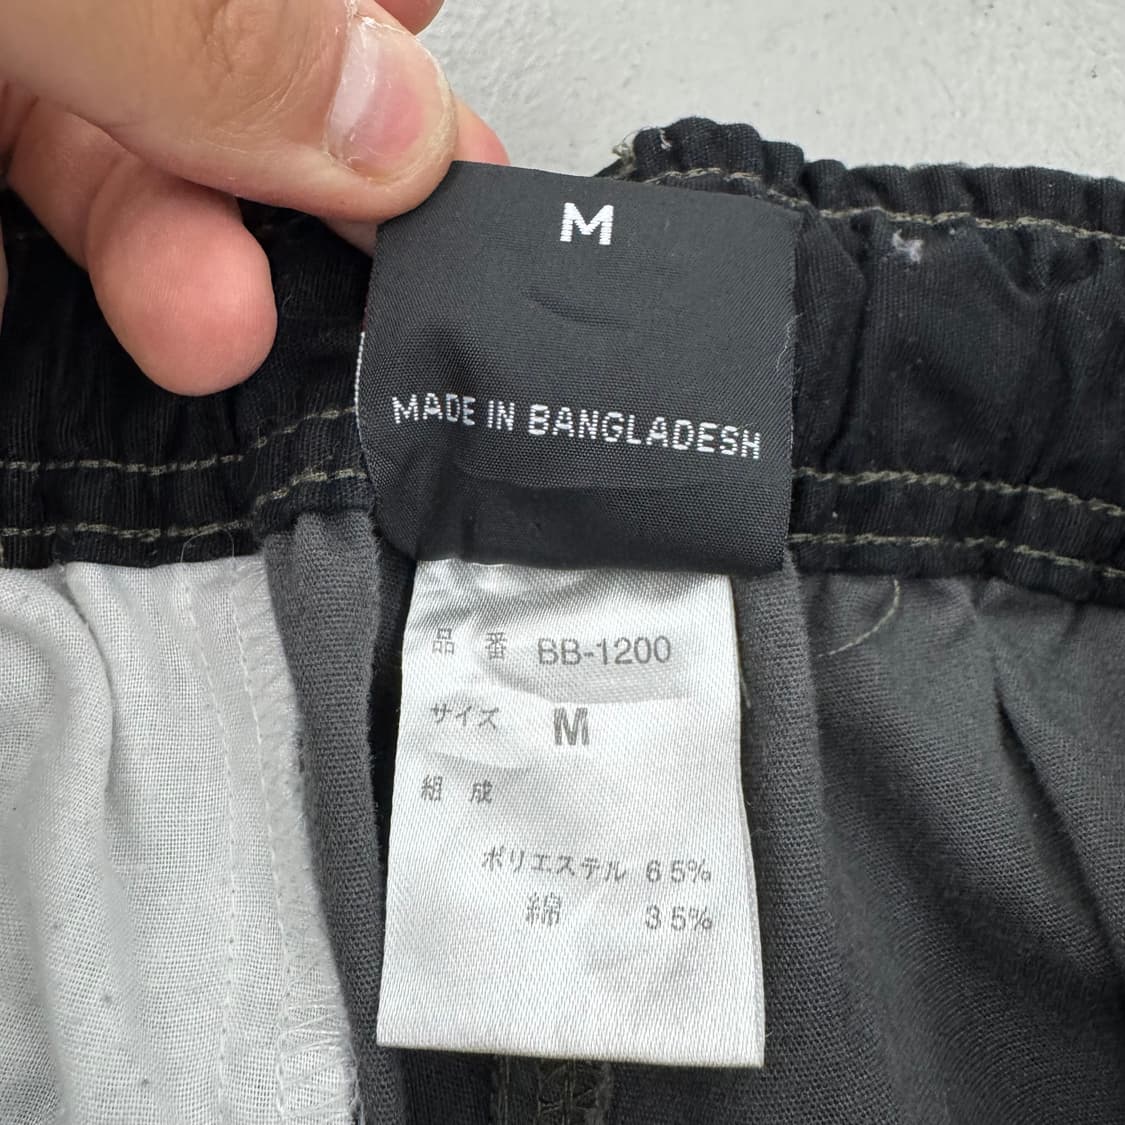 M
MADE IN BANGLADESH
品 番 BB-1200
サイズ M
組 成
ポリエステル 65%
綿 35%